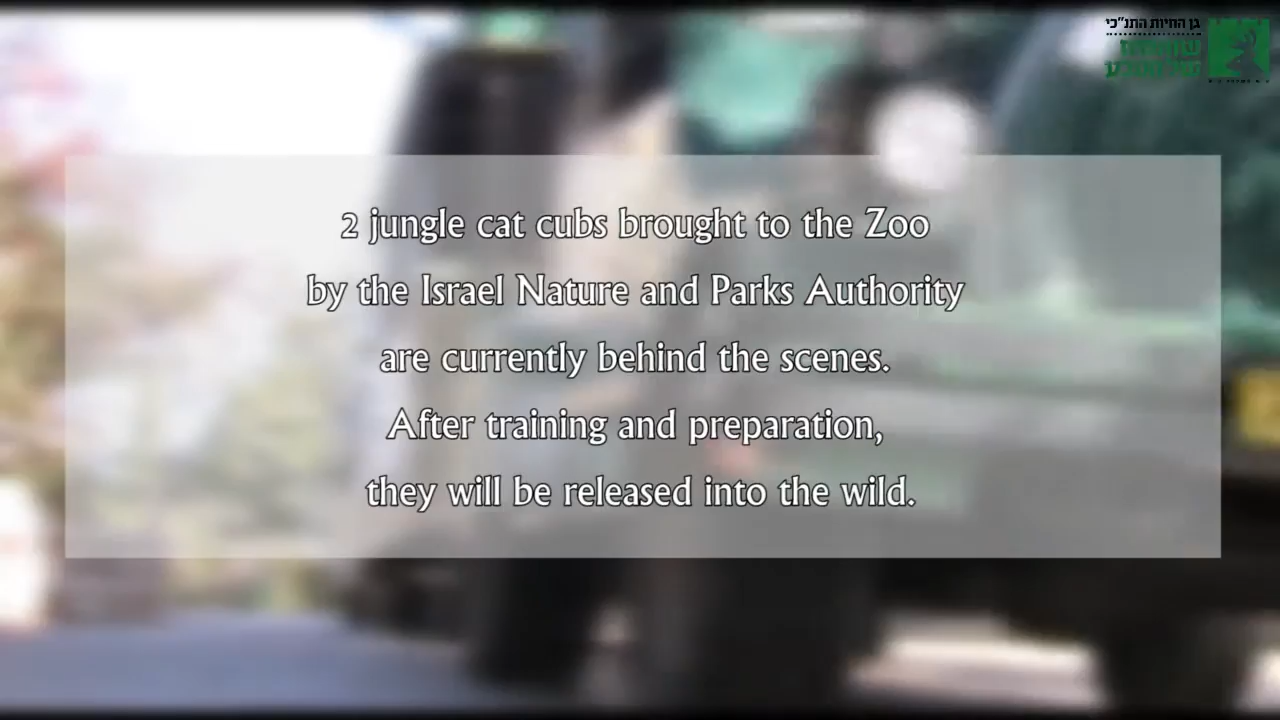 גן החיות התנ"כי
2 jungle cat cubs brought to the Zoo
by the Israel Nature and Parks Authority
are currently behind the scenes.
After training and preparation,
they will be released into the wild.